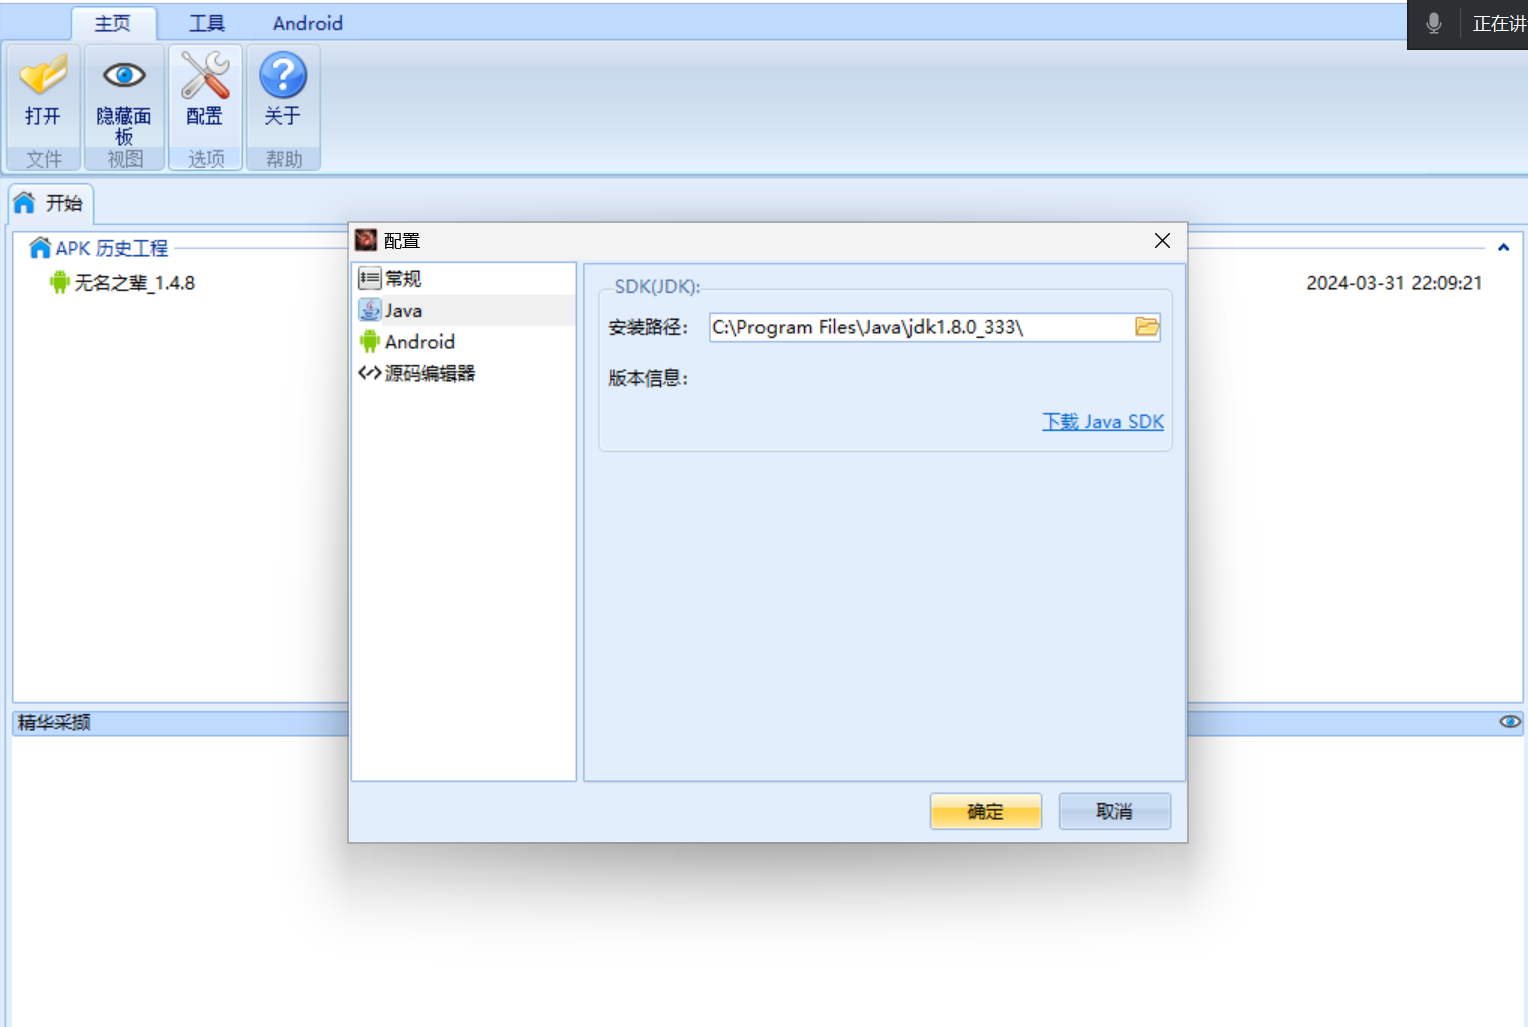 主页 工具 Android
正在讲
打开 隐藏面板 配置 关于
文件 视图 选项 帮助
开始
APK 历史工程
无名之辈_1.4.8 2024-03-31 22:09:21
配置
常规
Java
Android
源码编辑器
SDK(JDK):
安装路径: C:\Program Files\Java\jdk1.8.0_333\
版本信息:
下载 Java SDK
确定 取消
精华采撷